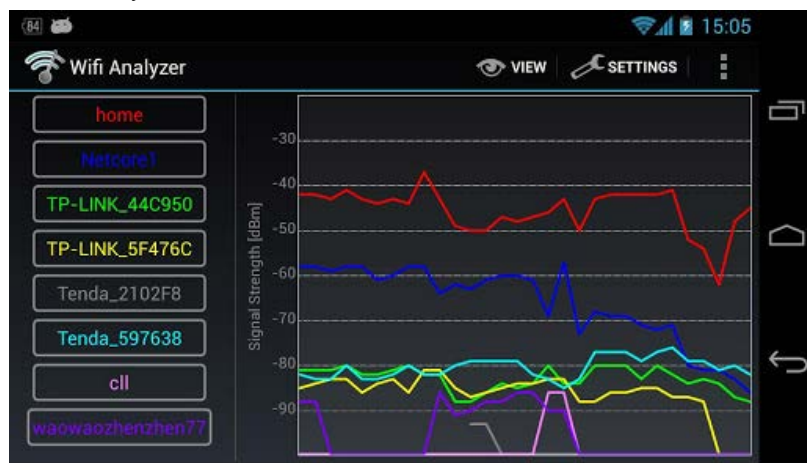 84
15:05
Wifi Analyzer
VIEW
SETTINGS
home
Netcore1
TP-LINK_44C950
TP-LINK_5F476C
Tenda_2102F8
Tenda_597638
cll
waowaozhenzhen77
Signal Strength [dBm]
-30
-40
-50
-60
-70
-80
-90